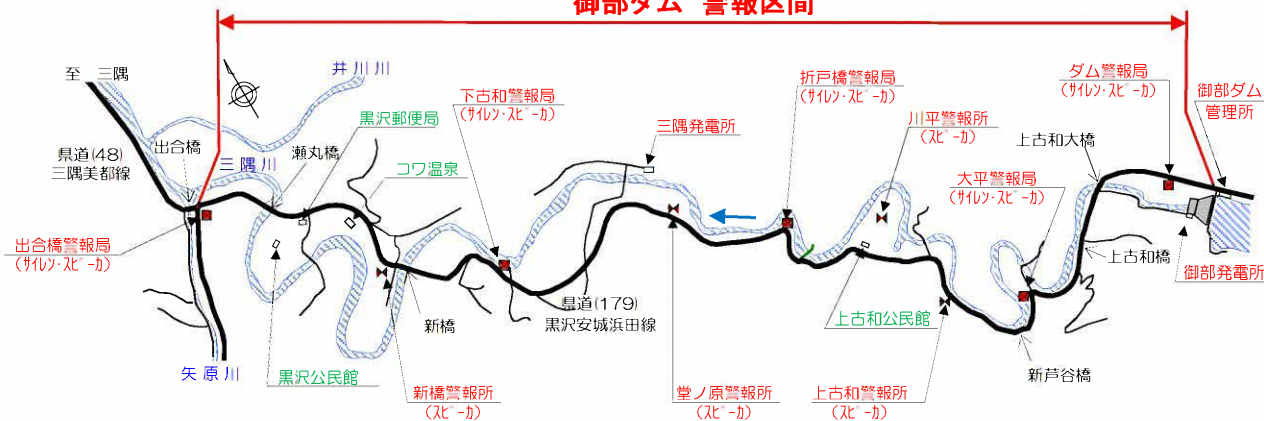 御部ダム 警報区間
至 三隅
井川川
県道(48)
三隅美都線
出合橋
三隅川
瀬丸橋
黒沢郵便局
コワ温泉
下古和警報局
(サイレン・スピーカ)
三隅発電所
折戸橋警報局
(サイレン・スピーカ)
川平警報所
(スピーカ)
ダム警報局
(サイレン・スピーカ)
御部ダム
管理所
上古和大橋
大平警報局
(サイレン・スピーカ)
出合橋警報局
(サイレン・スピーカ)
矢原川
黒沢公民館
新橋
新橋警報所
(スピーカ)
県道(179)
黒沢安城浜田線
堂ノ原警報所
(スピーカ)
上古和公民館
上古和警報所
(スピーカ)
新芦谷橋
上古和橋
御部発電所